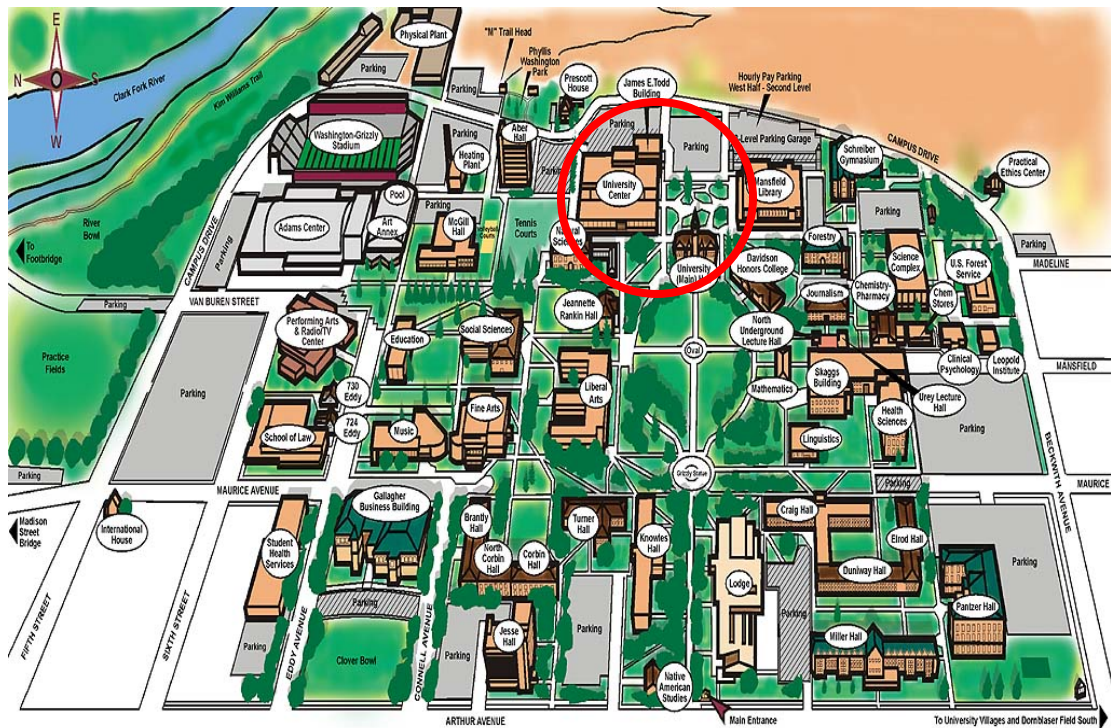 E
N
S
W
Clark Fork River
Kim Williams Trail
Physical Plant
Parking
"M" Trail Head
Phyllis
Washington
Park
Prescott
House
James E.Todd
Building
Hourly Pay Parking
West Half - Second Level
Parking
Parking
Parking
Aber
Hall
Washington-Grizzly
Stadium
Heating
Plant
Parking
Parking
Level Parking Garage
Schreiber
Gymnasium
CAMPUS DRIVE
Practical
Ethics Center
University
Center
Mansfield
Library
Parking
Parking
Pool
Parking
Art
Annex
Adams Center
McGill
Hall
Volleyball
Courts
Tennis
Courts
Natural
Sciences
River
Bowl
To
Footbridge
CAMPUS DRIVE
Parking
University
(Main)
Davidson
Honors College
Forestry
Science
Complex
U.S. Forest
Service
Parking
MADELINE
Parking
VAN BUREN STREET
Jeannette
Rankin Hall
Journalism
Chemistry-
Pharmacy
Chem
Stores
Performing Arts
& Radio/TV
Center
Education
Social Sciences
North
Underground
Lecture Hall
Oval
Practice
Fields
Parking
730
Eddy
724
Eddy
Liberal
Arts
Mathematics
Skaggs
Building
Clinical
Psychology
Leopold
Institute
MANSFIELD
Urey Lecture
Hall
School of Law
Music
Fine Arts
Linguistics
Health
Sciences
Parking
Parking
MAURICE AVENUE
Grizzly Statue
Parking
BECKWITH AVENUE
MAURICE
Madison
Street
Bridge
International
House
Gallagher
Business Building
Student
Health
Services
Brantly
Hall
North
Corbin
Hall
Corbin
Hall
Turner
Hall
Knowles
Hall
Craig Hall
Elrod Hall
Lodge
Duniway Hall
Parking
Pantzer Hall
FIFTH STREET
SIXTH STREET
Parking
EDDY AVENUE
Parking
Clover Bowl
CONNELL AVENUE
Parking
Jesse
Hall
Parking
Parking
Miller Hall
Native
American
Studies
ARTHUR AVENUE
Main Entrance
To University Villages and Dornblaser Field South